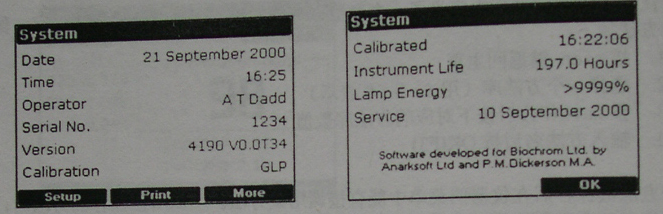 System
Date 21 September 2000
Time 16:25
Operator A T Dadd
Serial No. 1234
Version 4190 V0.0T34
Calibration GLP
Setup Print More
System
Calibrated 16:22:06
Instrument Life 197.0 Hours
Lamp Energy >9999%
Service 10 September 2000
Software developed for Biochrom Ltd. by
Anarksoft Ltd and P.M.Dickerson M.A.
OK